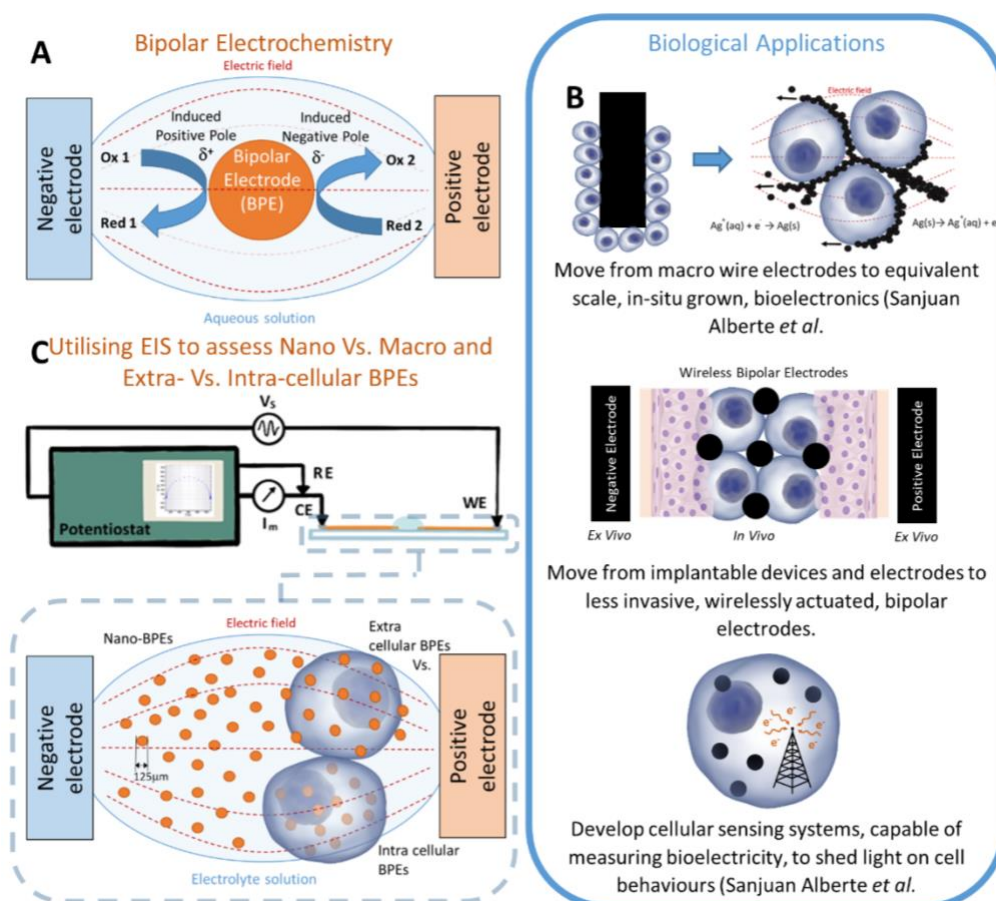 A
Bipolar Electrochemistry
Electric field
Negative
electrode
Induced
Positive Pole
δ⁺
Induced
Negative Pole
δ⁻
Ox 1
Red 1
Bipolar
Electrode
(BPE)
Ox 2
Red 2
Positive
electrode
Aqueous solution
C
Utilising EIS to assess Nano Vs. Macro and
Extra- Vs. Intra-cellular BPEs
Vs
RE
Potentiostat
Im
CE
WE
Nano-BPEs
Electric field
Extra
cellular BPEs
Vs.
Negative
electrode
125μm
Positive
electrode
Intra cellular
BPEs
Electrolyte solution
Biological Applications
B
Electric field
Ag⁺(aq) + e⁻ → Ag(s)
Ag(s)→ Ag⁺(aq) + e
Move from macro wire electrodes to equivalent
scale, in-situ grown, bioelectronics (Sanjuan
Alberte et al.
Wireless Bipolar Electrodes
Negative Electrode
Positive Electrode
Ex Vivo
In Vivo
Ex Vivo
Move from implantable devices and electrodes to
less invasive, wirelessly actuated, bipolar
electrodes.
e⁻
e⁻
e⁻
e⁻
Develop cellular sensing systems, capable of
measuring bioelectricity, to shed light on cell
behaviours (Sanjuan Alberte et al.